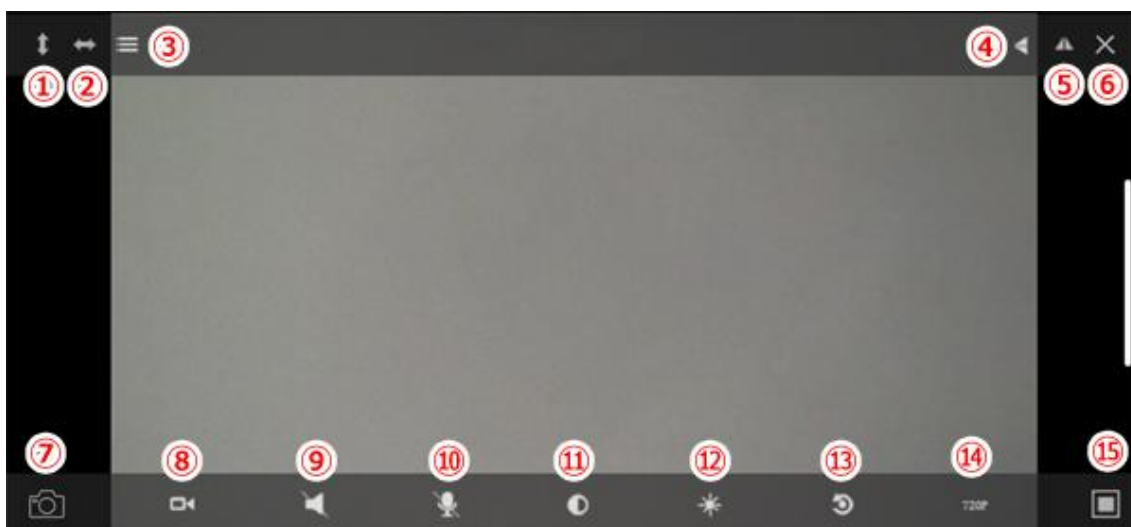 ③ ④
① ② ⑤ ⑥
⑦ ⑧ ⑨ ⑩ ⑪ ⑫ ⑬ ⑭ ⑮
720P